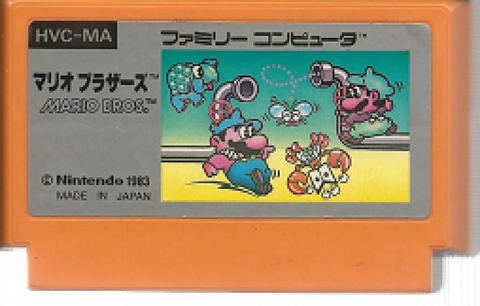 HVC-MA
ファミリー コンピュータ™
マリオブラザーズ™
MARIO BROS.™
© Nintendo 1983
MADE IN JAPAN